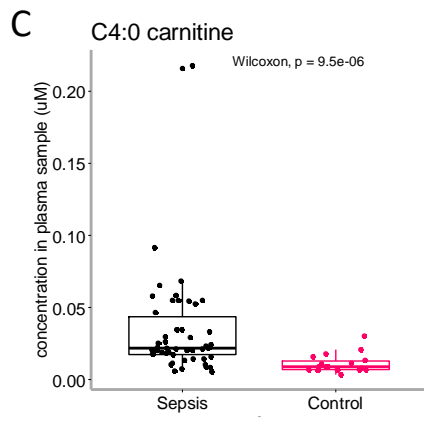 C
C4:0 carnitine
Wilcoxon, p = 9.5e-06
concentration in plasma sample (uM)
0.20
0.15
0.10
0.05
0.00
Sepsis
Control